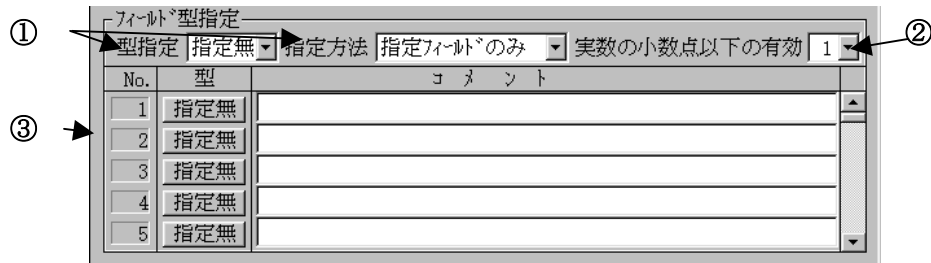 フィールド型指定
① 型指定 指定無 指定方法 指定フィールドのみ 実数の小数点以下の有効 1 ②
No. 型 コメント
1 指定無
③ 2 指定無
3 指定無
4 指定無
5 指定無